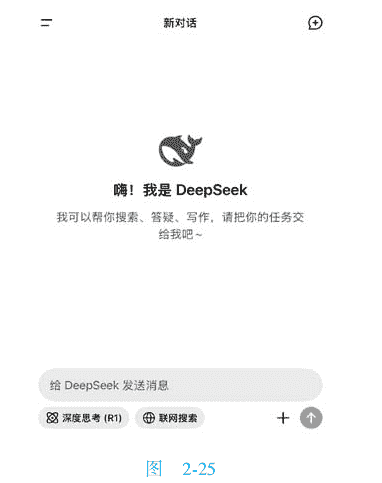 新对话
嗨！我是 DeepSeek
我可以帮你搜索、答疑、写作，请把你的任务交
给我吧～
给 DeepSeek 发送消息
深度思考 (R1) 联网搜索
图 2-25